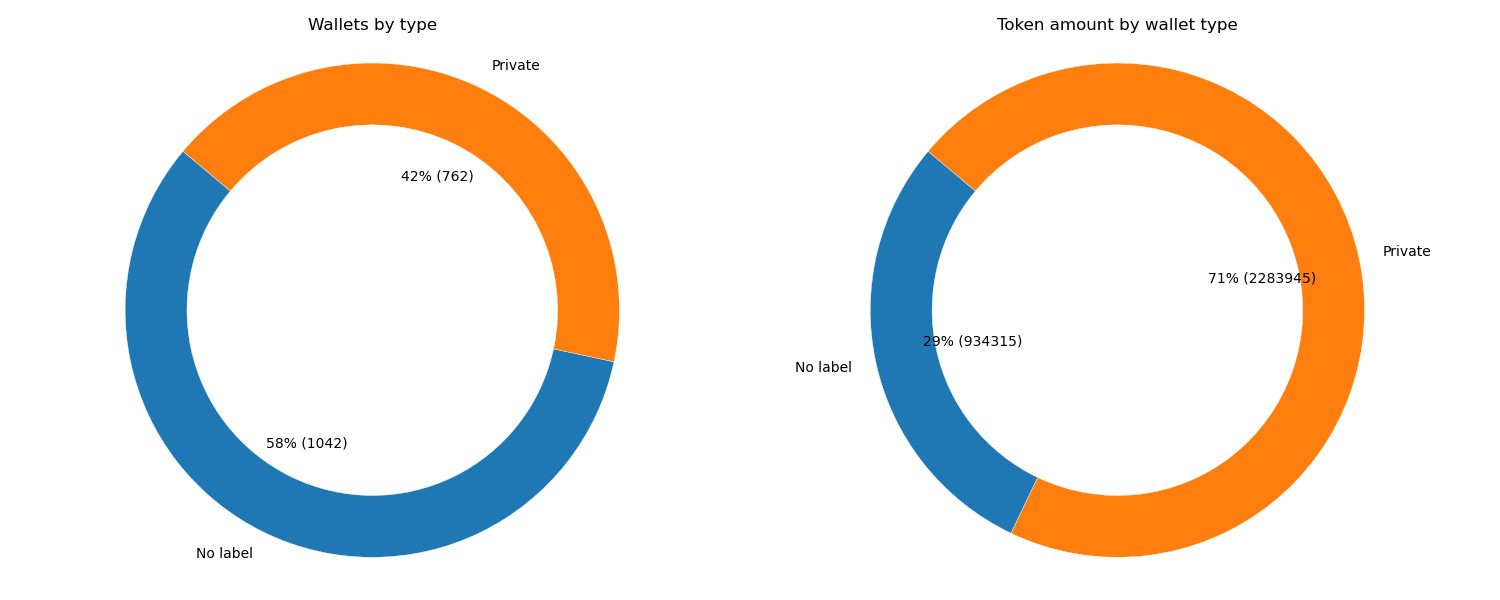 Wallets by type
Private
42% (762)
58% (1042)
No label
Token amount by wallet type
Private
71% (2283945)
29% (934315)
No label